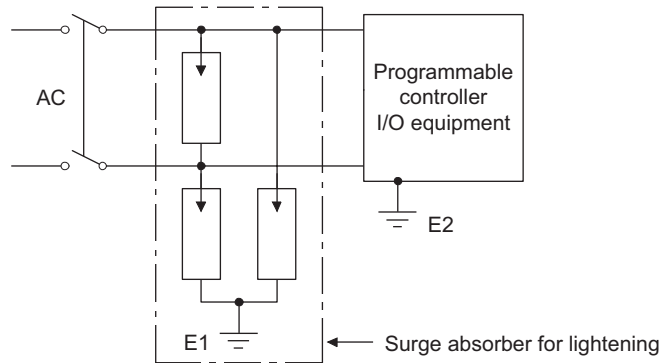 AC
Programmable
controller
I/O equipment
E2
E1
Surge absorber for lightening